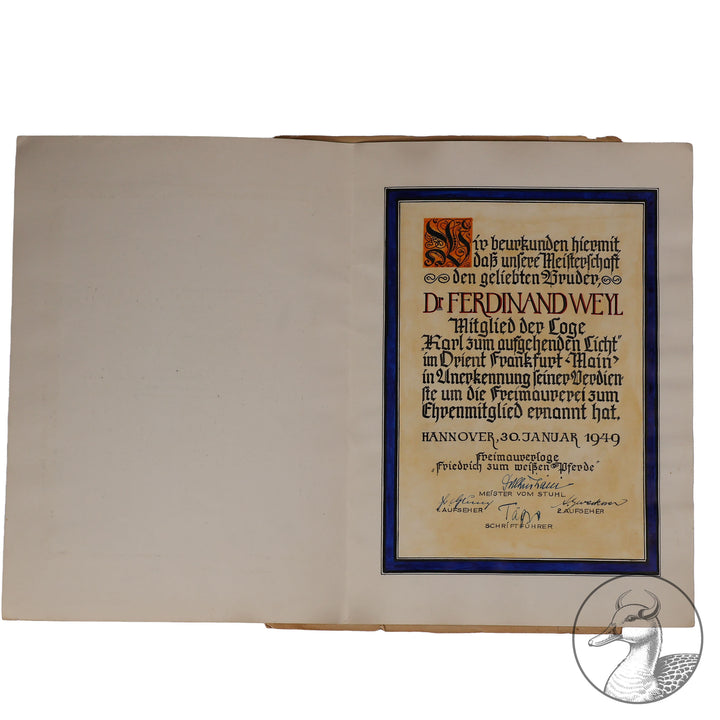 Wir beurkunden hiermit
daß unsere Meisterschaft
den geliebten Bruder,
Dr FERDINAND WEYL
Mitglied der Loge
„Karl zum aufgehenden Licht“
im Orient Frankfurt <Main>
in Anerkennung seiner Verdien
ste um die Freimaurerei zum
Ehrenmitglied ernannt hat.
HANNOVER, 30. JANUAR 1949
Freimaurerloge
„Friedrich zum weißen Pferde“
MEISTER VOM STUHL
1. AUFSEHER 2. AUFSEHER
SCHRIFTFÜHRER